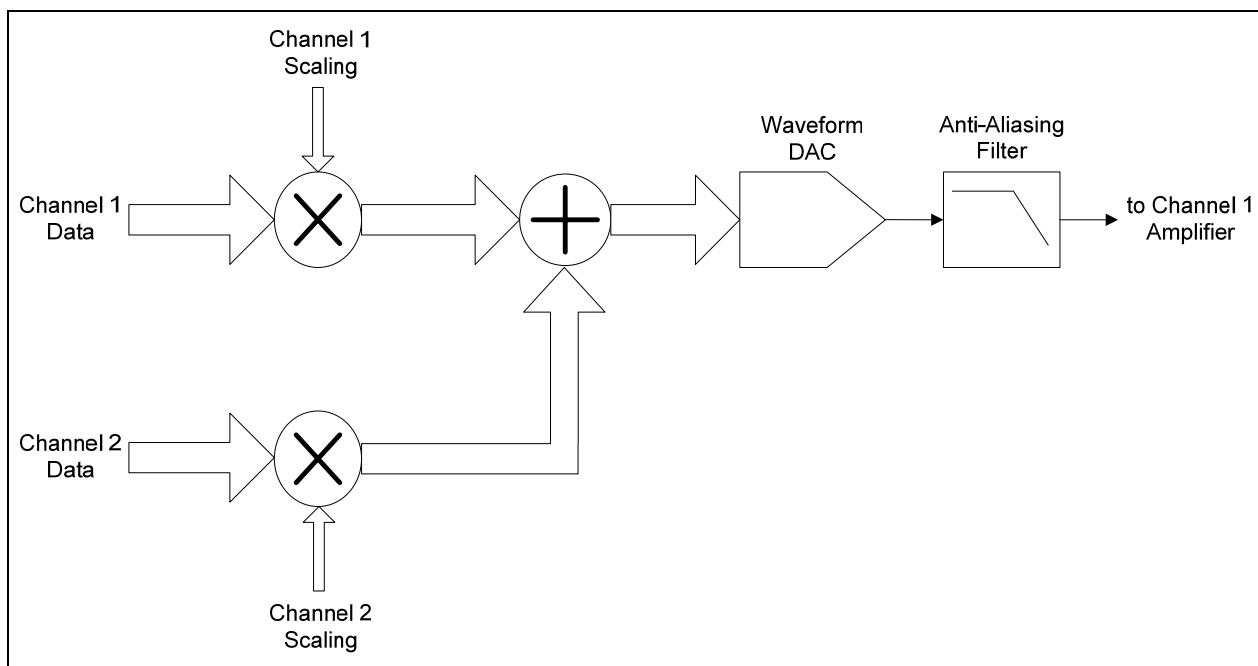 Channel 1
Scaling
Waveform
DAC
Anti-Aliasing
Filter
Channel 1
Data
to Channel 1
Amplifier
Channel 2
Data
Channel 2
Scaling